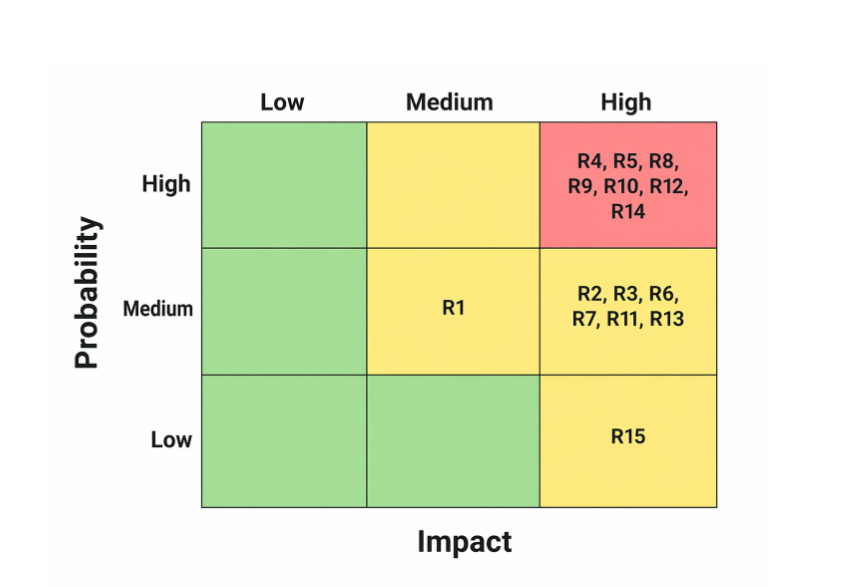 Low Medium High
High
R4, R5, R8,
R9, R10, R12,
R14
Probability
Medium
R1
R2, R3, R6,
R7, R11, R13
Low
R15
Impact